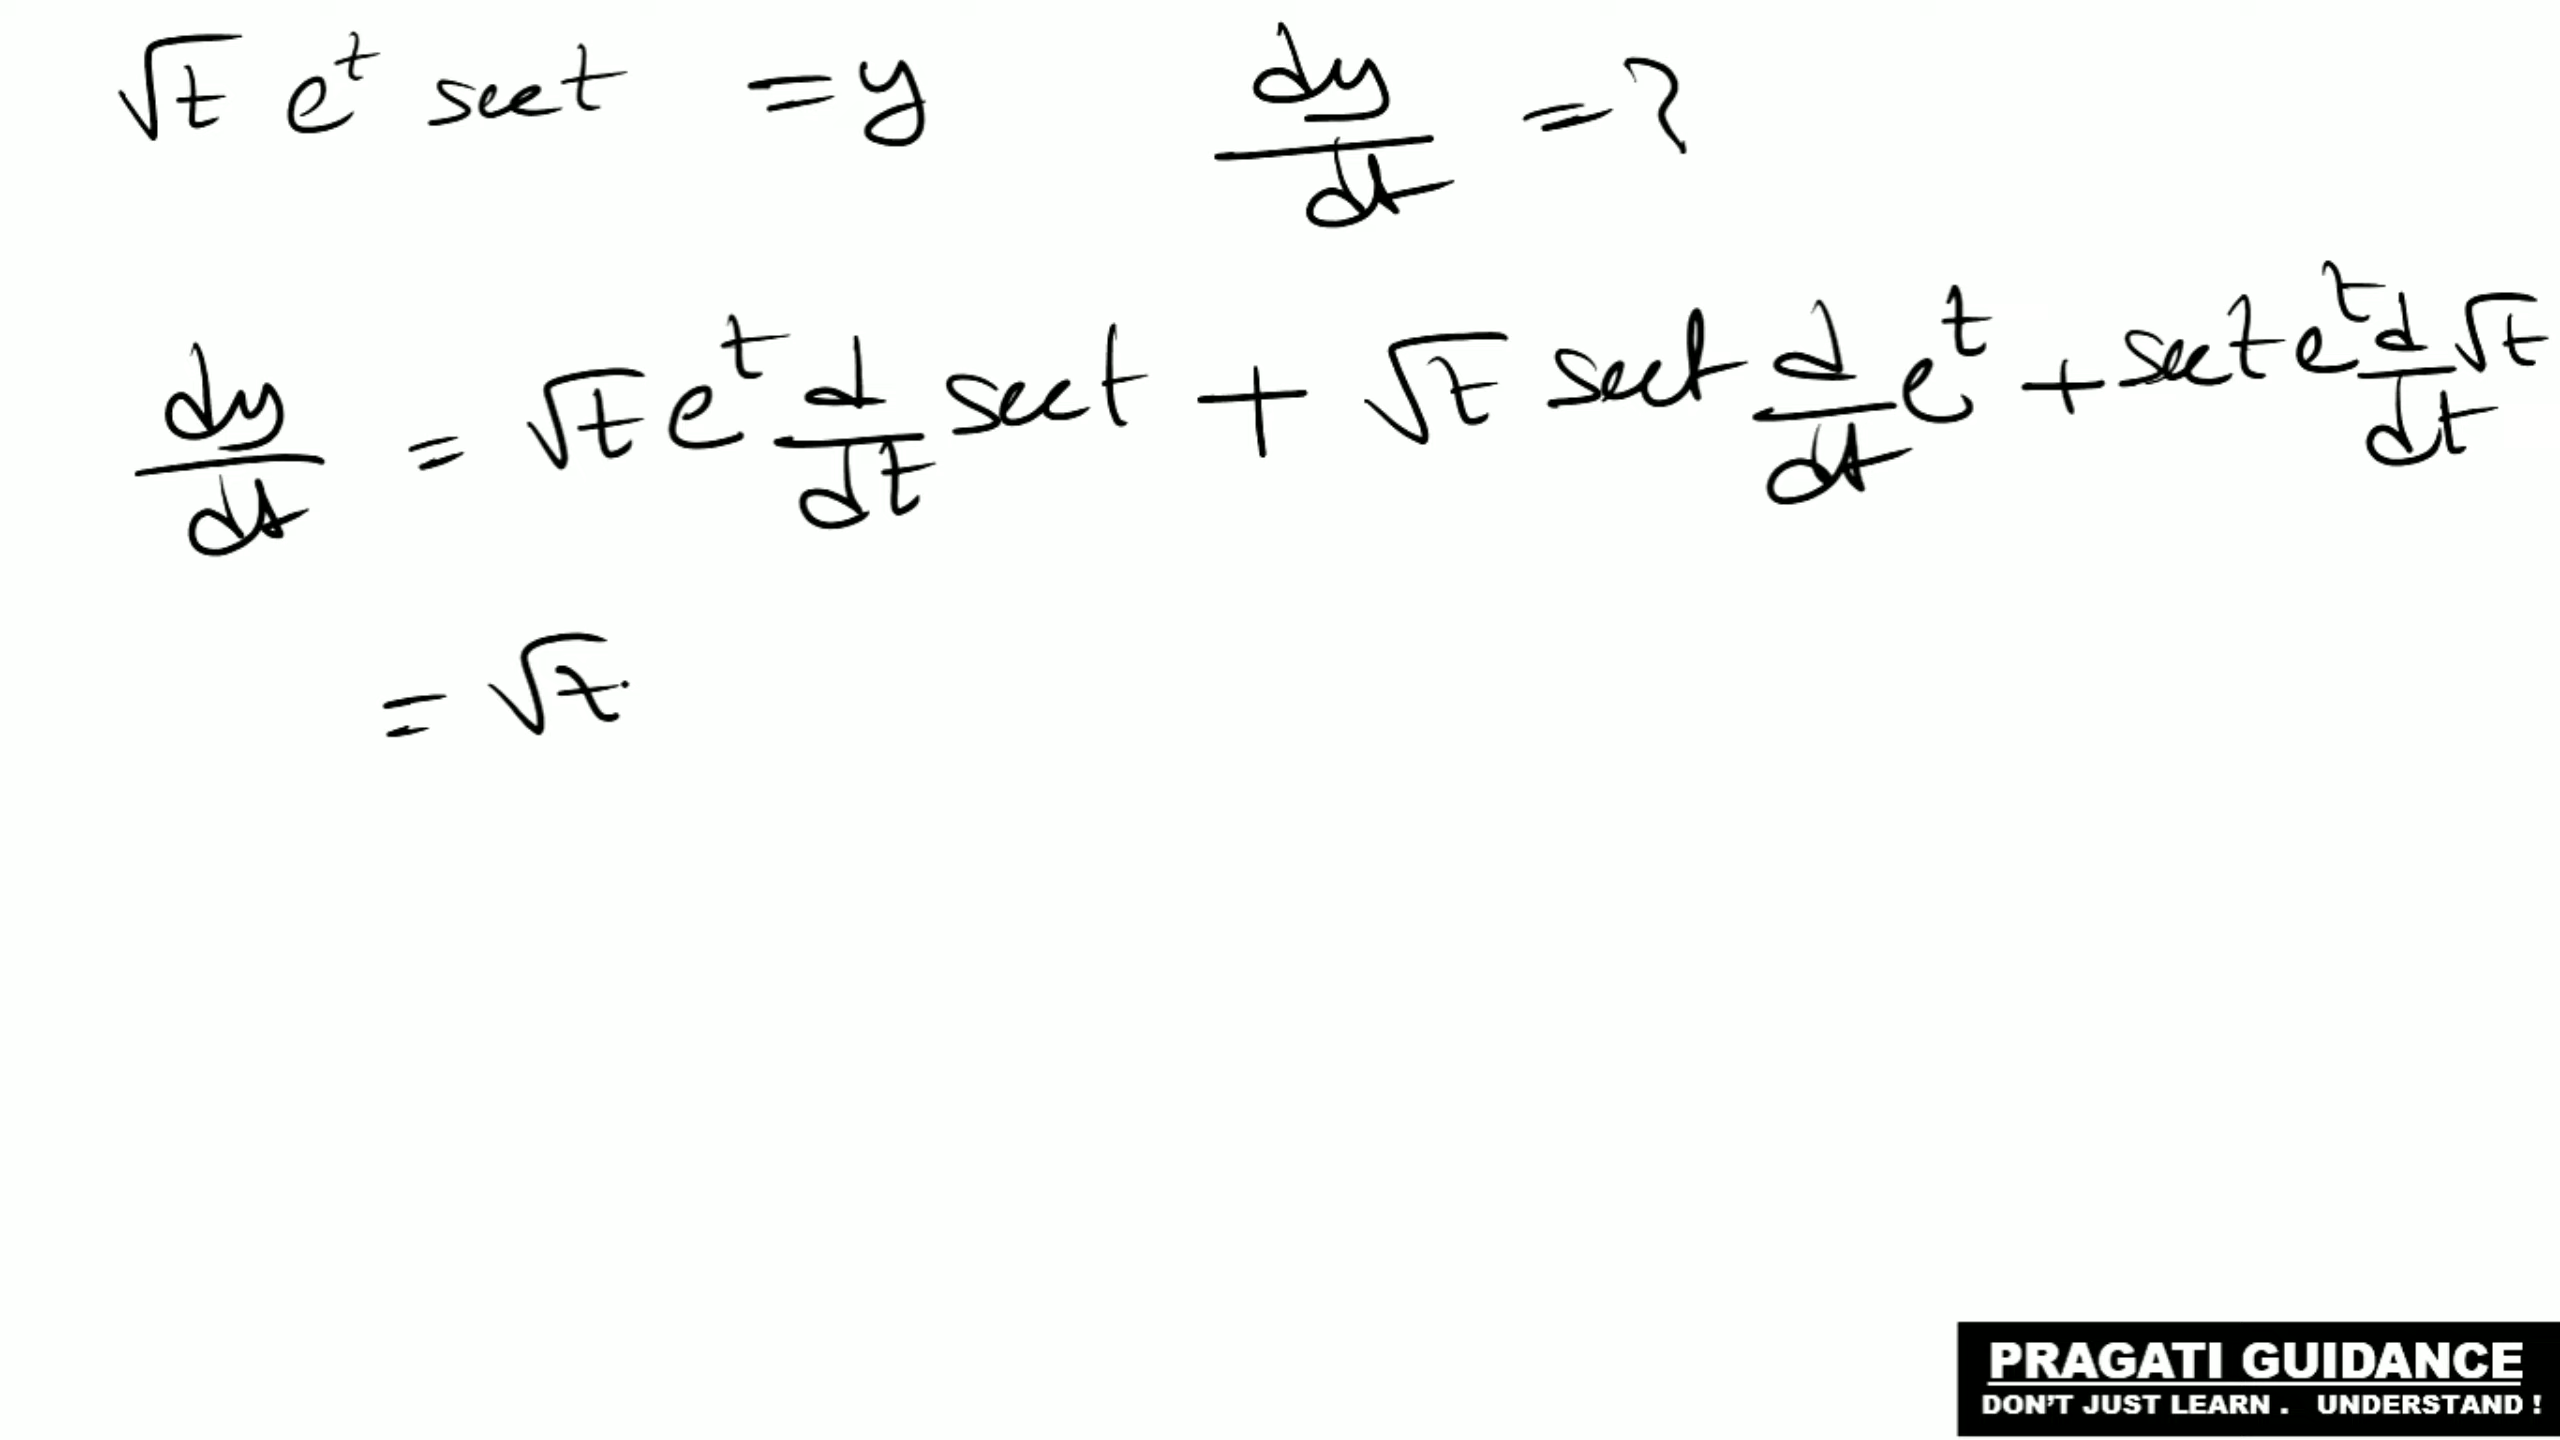 √t e^t sect = y dy/dt = ?
dy/dt = √t e^t d/dt sect + √t sect d/dt e^t + sect e^t d/dt √t
= √t
PRAGATI GUIDANCE
DON'T JUST LEARN. UNDERSTAND!